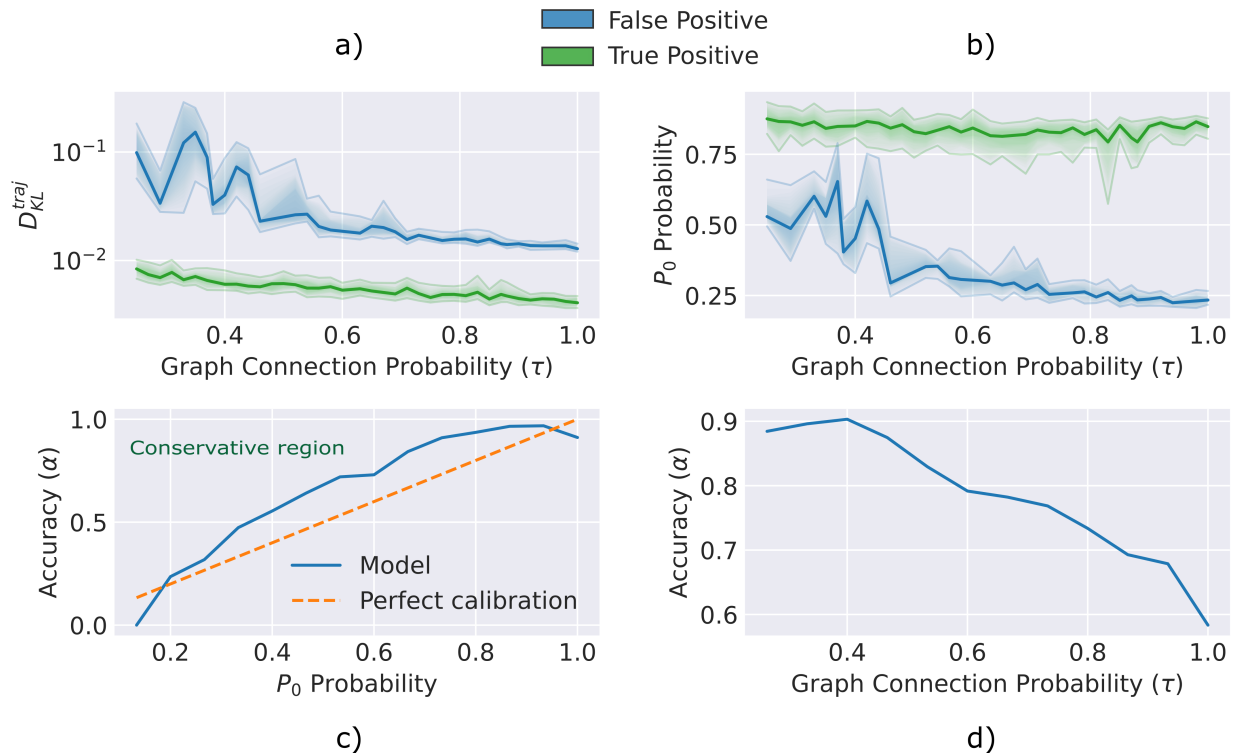 False Positive
True Positive
a)
b)
10⁻¹
10⁻²
D_{KL}^{traj}
0.4 0.6 0.8 1.0
Graph Connection Probability (τ)
0.75
0.50
0.25
P₀ Probability
0.4 0.6 0.8 1.0
Graph Connection Probability (τ)
1.0
0.5
0.0
Accuracy (α)
Conservative region
Model
Perfect calibration
0.2 0.4 0.6 0.8 1.0
P₀ Probability
0.9
0.8
0.7
0.6
Accuracy (α)
0.4 0.6 0.8 1.0
Graph Connection Probability (τ)
c)
d)